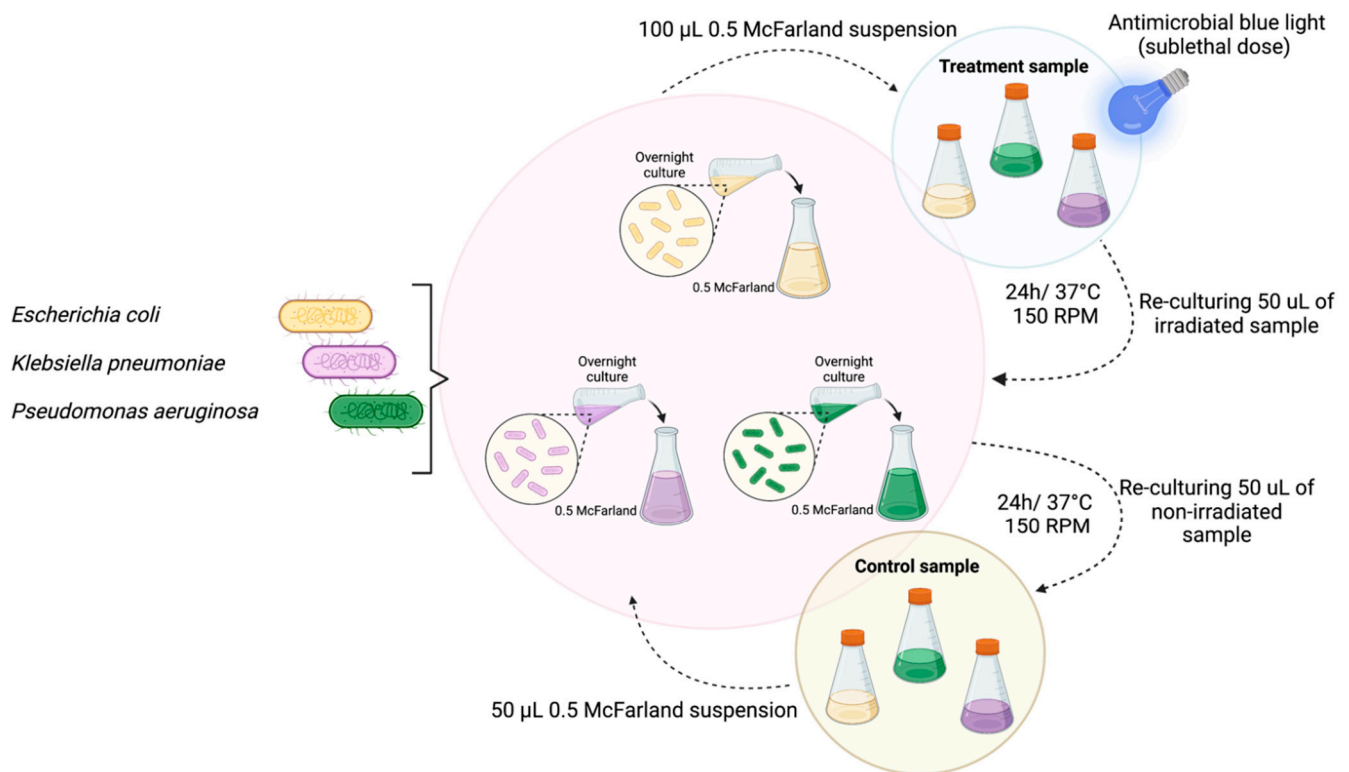 100 µL 0.5 McFarland suspension
Antimicrobial blue light
(sublethal dose)
Treatment sample
Overnight
culture
0.5 McFarland
24h/ 37°C
150 RPM
Re-culturing 50 uL of
irradiated sample
Escherichia coli
Klebsiella pneumoniae
Pseudomonas aeruginosa
Overnight
culture
0.5 McFarland
Overnight
culture
0.5 McFarland
24h/ 37°C
150 RPM
Re-culturing 50 uL of
non-irradiated
sample
Control sample
50 µL 0.5 McFarland suspension